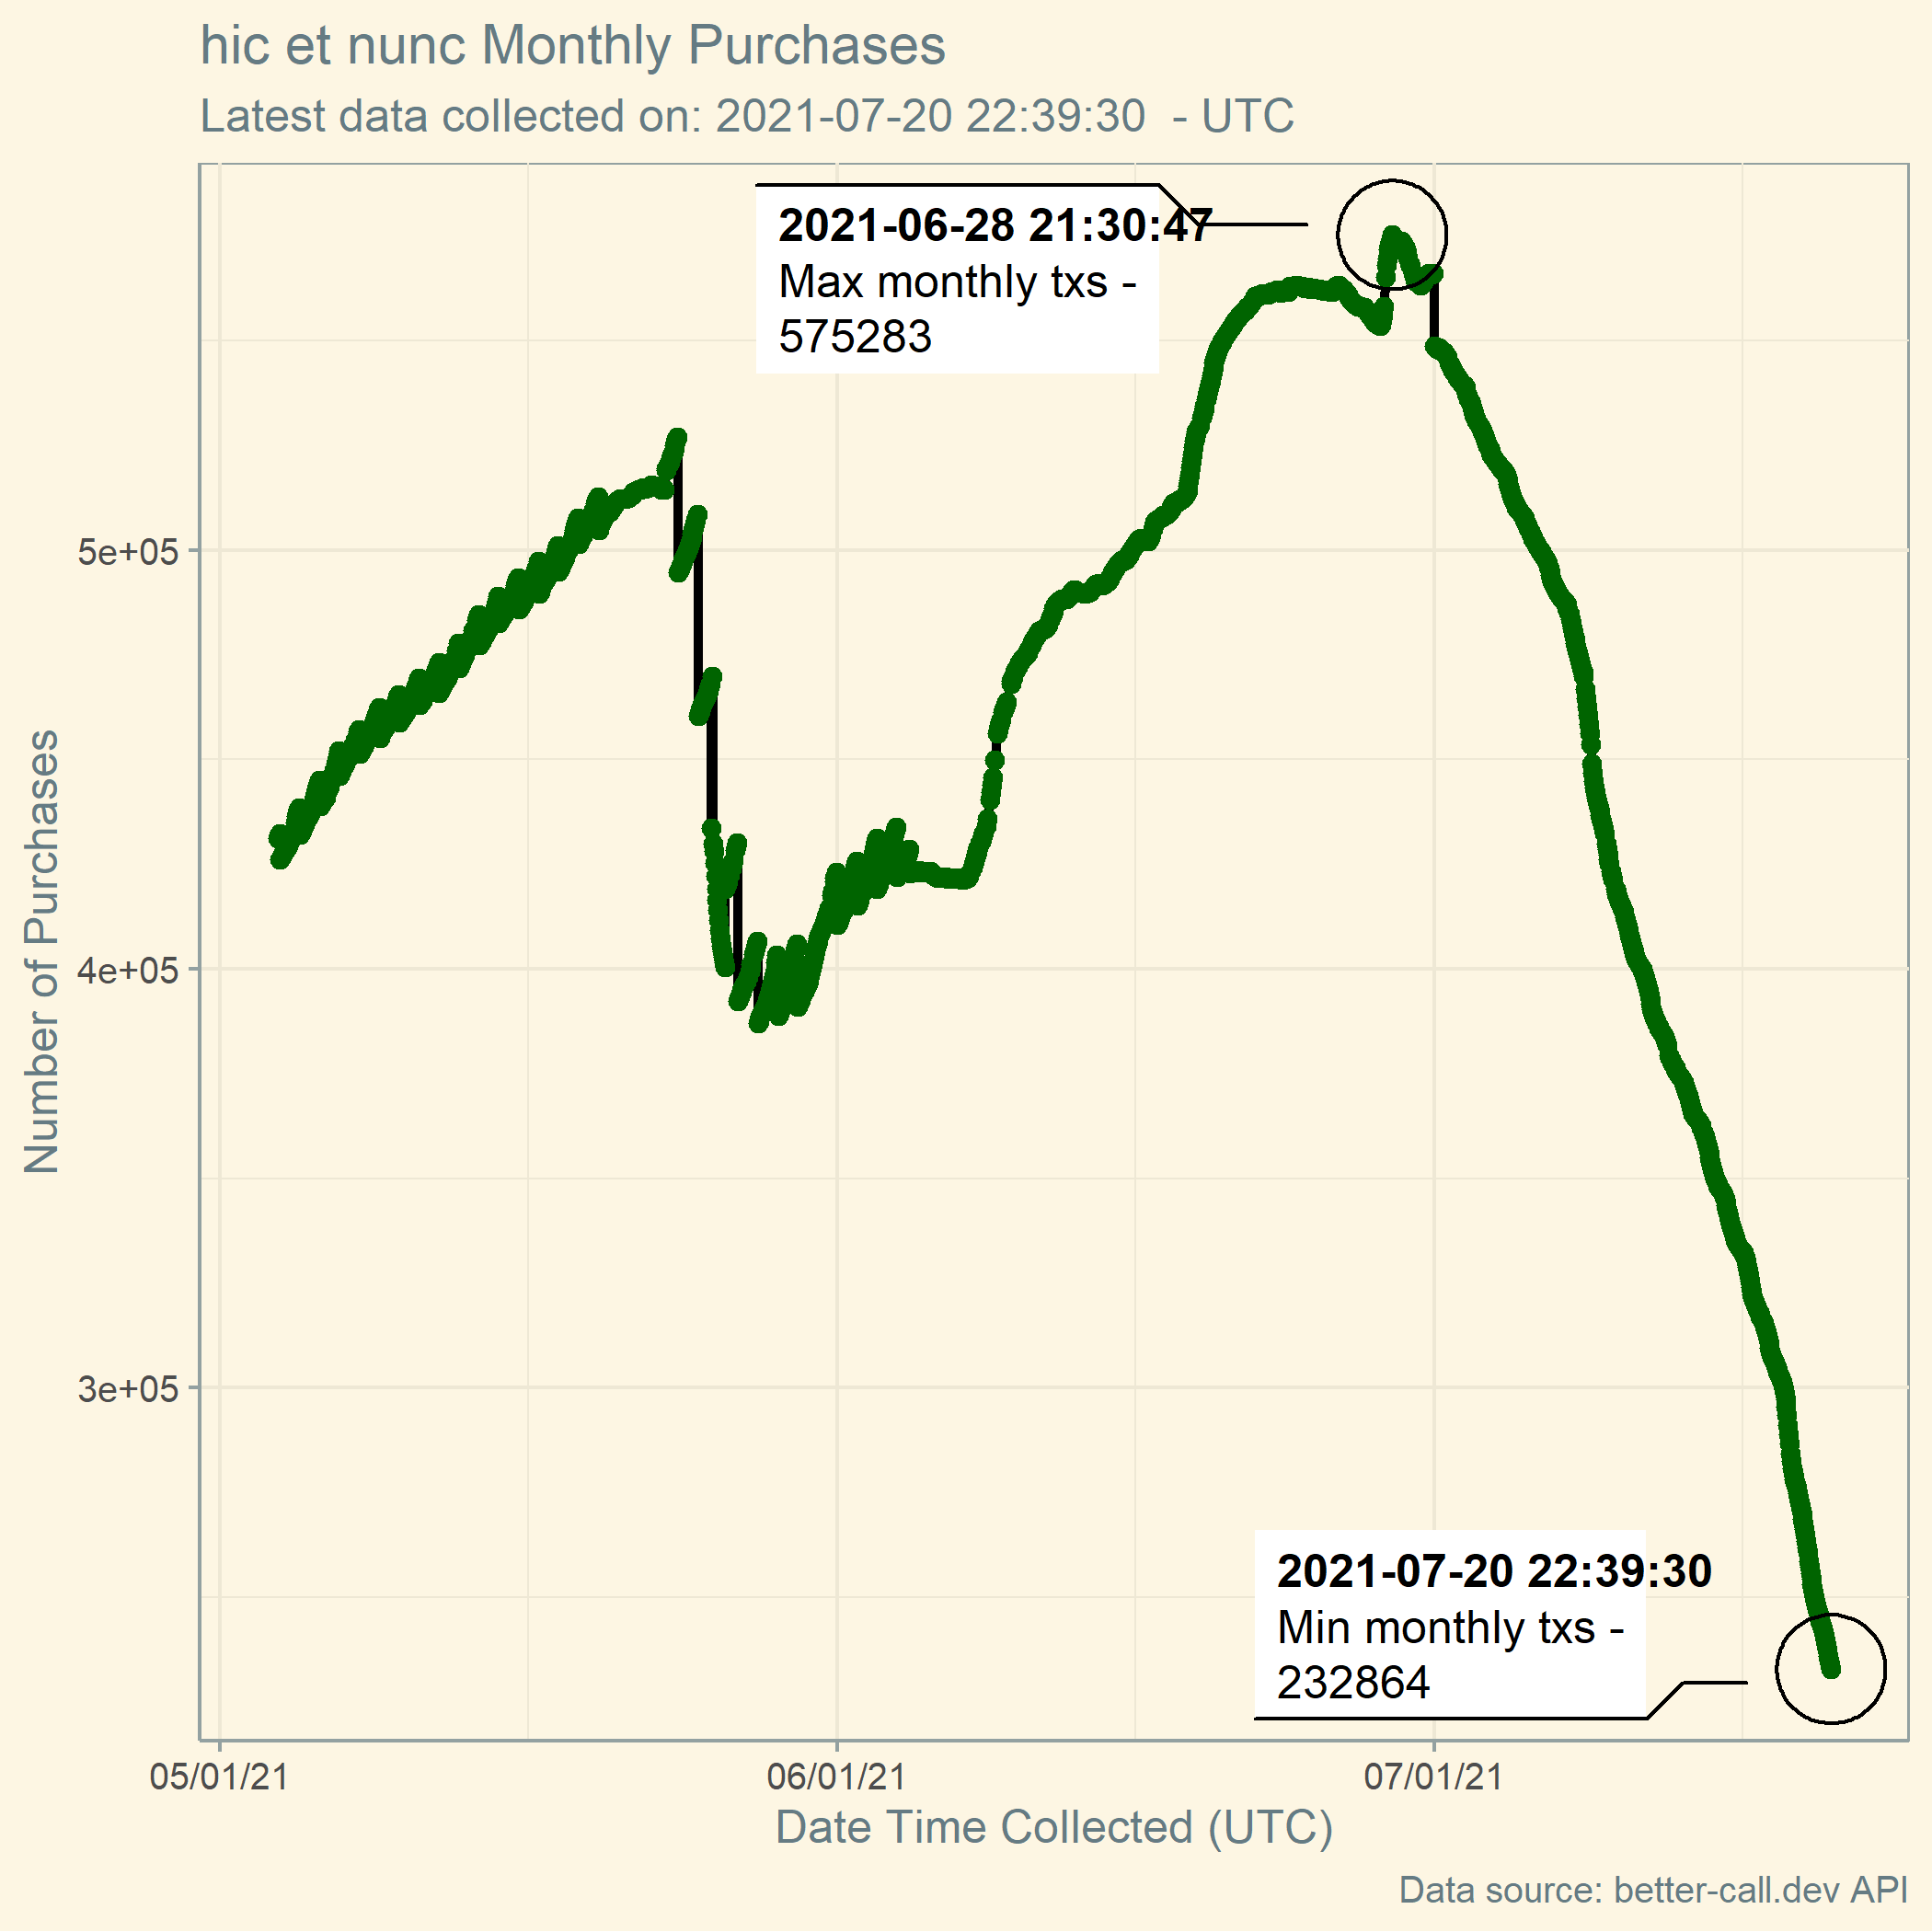 hic et nunc Monthly Purchases
Latest data collected on: 2021-07-20 22:39:30  - UTC
2021-06-28 21:30:47
Max monthly txs -
575283
5e+05
4e+05
3e+05
Number of Purchases
2021-07-20 22:39:30
Min monthly txs -
232864
05/01/21
06/01/21
07/01/21
Date Time Collected (UTC)
Data source: better-call.dev API